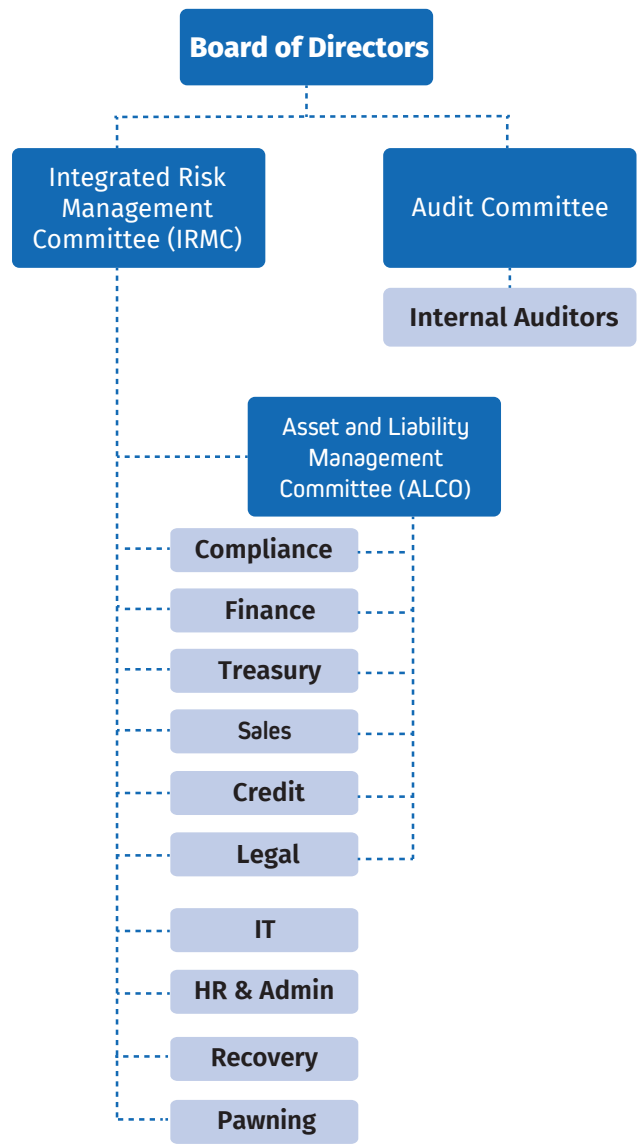 Board of Directors
Integrated Risk
Management
Committee (IRMC)
Audit Committee
Internal Auditors
Asset and Liability
Management
Committee (ALCO)
Compliance
Finance
Treasury
Sales
Credit
Legal
IT
HR & Admin
Recovery
Pawning